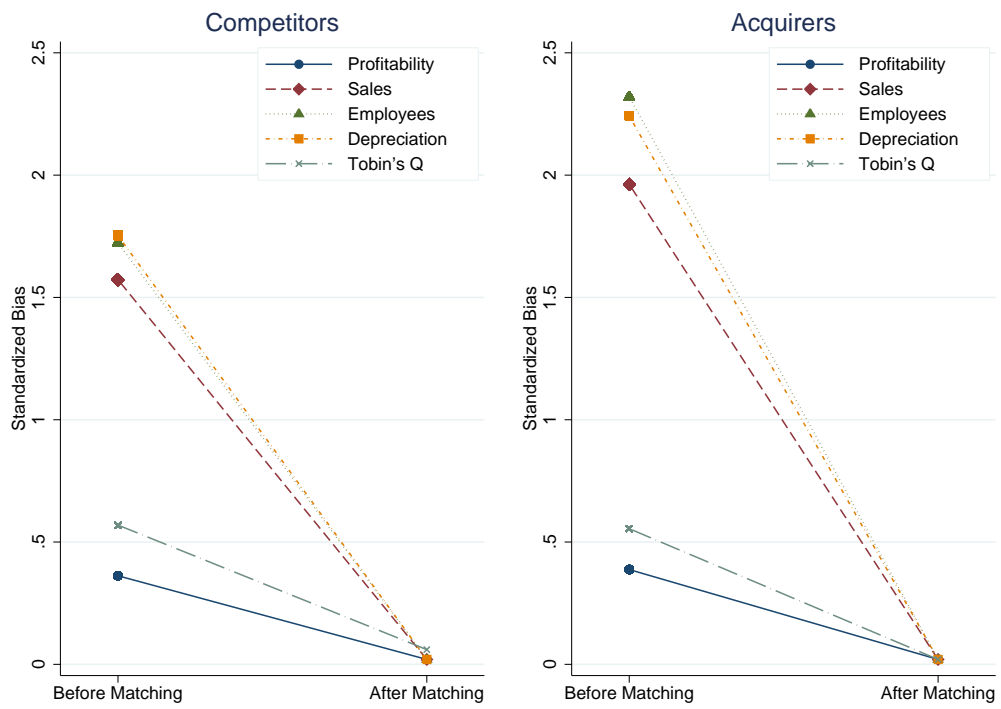 Competitors
Profitability
Sales
Employees
Depreciation
Tobin's Q
Standardized Bias
2.5
2
1.5
1
.5
0
Before Matching
After Matching
Acquirers
Profitability
Sales
Employees
Depreciation
Tobin's Q
Standardized Bias
2.5
2
1.5
1
.5
0
Before Matching
After Matching